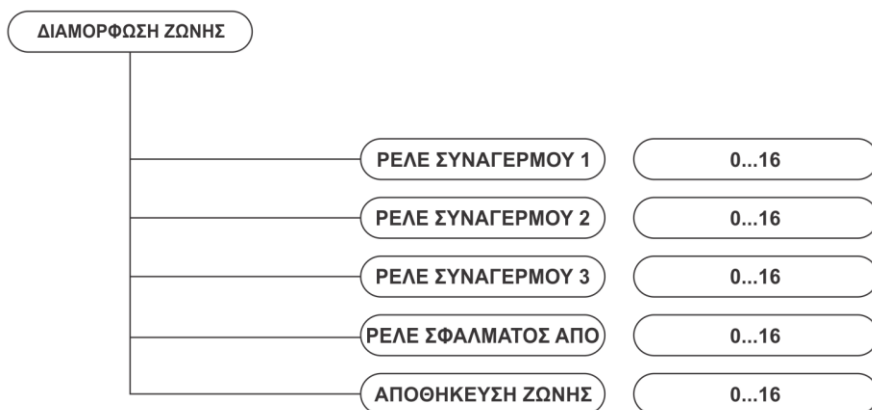 ΔΙΑΜΟΡΦΩΣΗ ΖΩΝΗΣ
ΡΕΛΕ ΣΥΝΑΓΕΡΜΟΥ 1 0...16
ΡΕΛΕ ΣΥΝΑΓΕΡΜΟΥ 2 0...16
ΡΕΛΕ ΣΥΝΑΓΕΡΜΟΥ 3 0...16
ΡΕΛΕ ΣΦΑΛΜΑΤΟΣ ΑΠΟ 0...16
ΑΠΟΘΗΚΕΥΣΗ ΖΩΝΗΣ 0...16